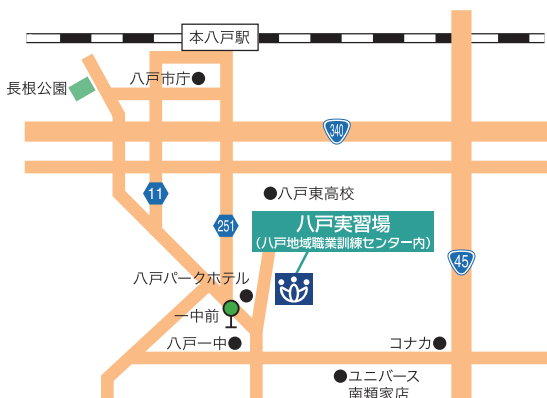 本八戸駅
八戸市庁
長根公園
340
11
八戸東高校
251
八戸実習場
(八戸地域職業訓練センター内)
45
八戸パークホテル
一中前
八戸一中
コナカ
ユニバース
南類家店